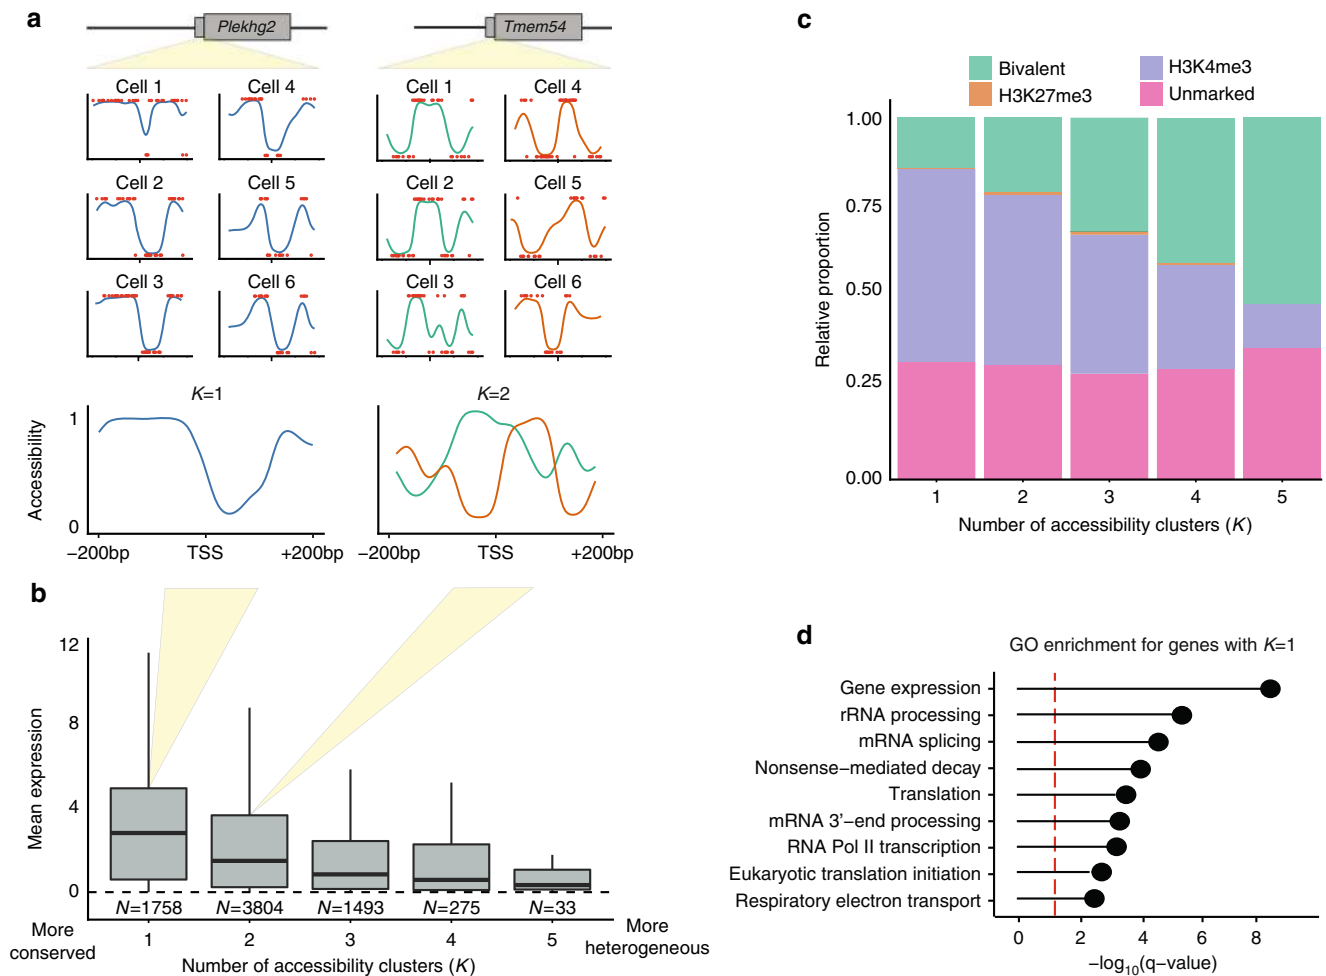 a
Plekhg2
Tmem54
Cell 1
Cell 4
Cell 1
Cell 4
Cell 2
Cell 5
Cell 2
Cell 5
Cell 3
Cell 6
Cell 3
Cell 6
K=1
K=2
Accessibility
1
0
−200bp
TSS
+200bp
−200bp
TSS
+200bp
b
Mean expression
12
8
4
0
N=1758
N=3804
N=1493
N=275
N=33
More
conserved
1
2
3
4
5
More
heterogeneous
Number of accessibility clusters (K)
c
Bivalent
H3K27me3
H3K4me3
Unmarked
Relative proportion
1.00
0.75
0.50
0.25
0.00
1
2
3
4
5
Number of accessibility clusters (K)
d
GO enrichment for genes with K=1
Gene expression
rRNA processing
mRNA splicing
Nonsense−mediated decay
Translation
mRNA 3'−end processing
RNA Pol II transcription
Eukaryotic translation initiation
Respiratory electron transport
0
2
4
6
8
−log10(q−value)